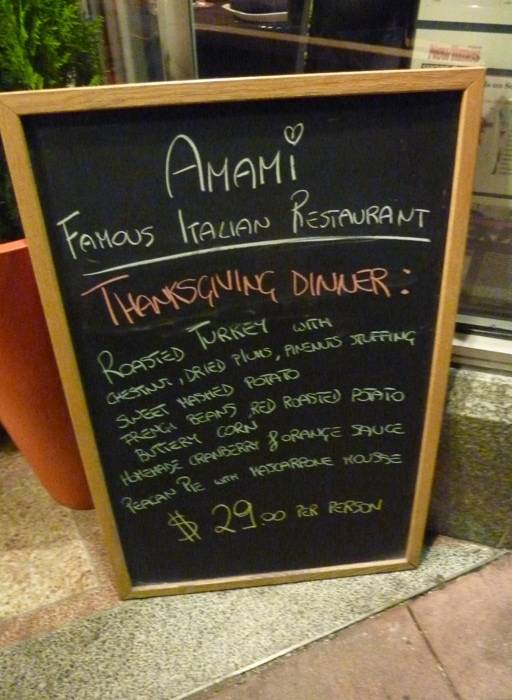 Amami
Famous Italian Restaurant
Thanksgiving Dinner:
Roasted Turkey with
chestnut, dried plums, pinenuts stuffing
sweet mashed potato
french beans, red roasted potato
buttery corn
homemade cranberry & orange sauce
Peacan Pie with mascarpone mousse
$29.00 per person